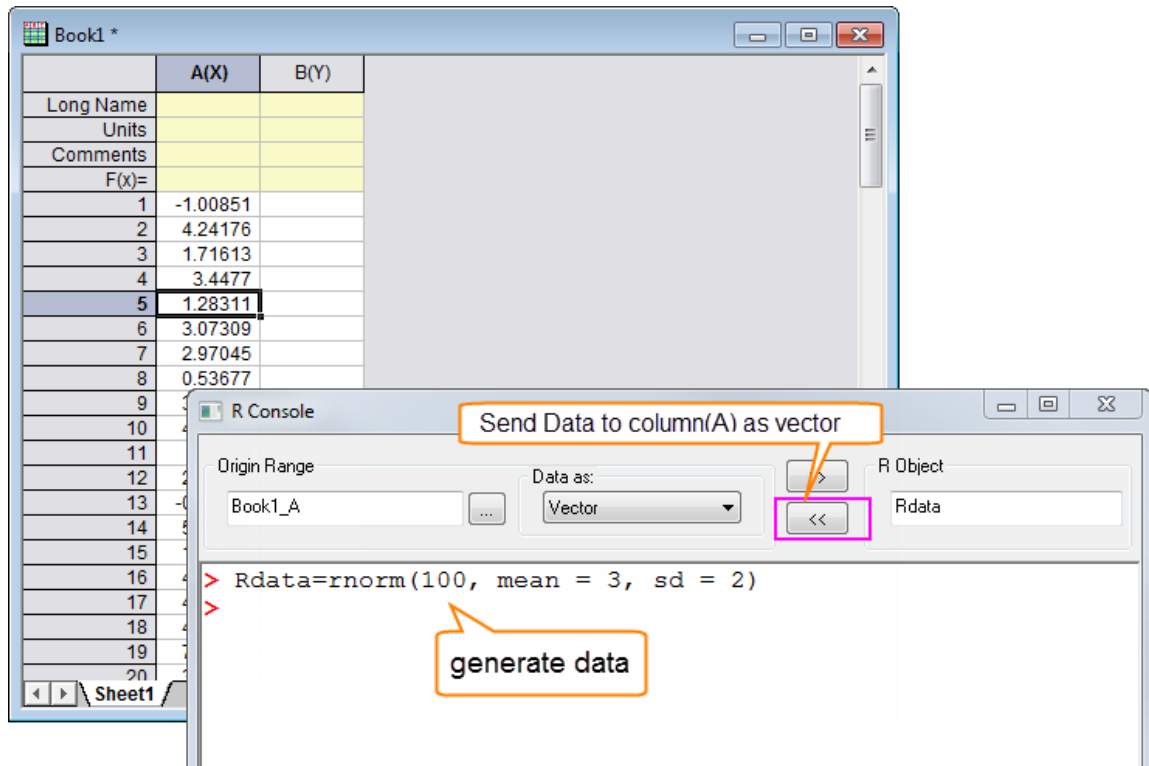 Book1 *
A(X) B(Y)
Long Name
Units
Comments
F(x)=
1 -1.00851
2 4.24176
3 1.71613
4 3.4477
5 1.28311
6 3.07309
7 2.97045
8 0.53677
9
10
11
12
13
14
15
16
17
18
19
20
Sheet1
R Console
Send Data to column(A) as vector
Origin Range
Data as:
R Object
Book1_A ... Vector << Rdata
> Rdata=rnorm(100, mean = 3, sd = 2)
>
generate data